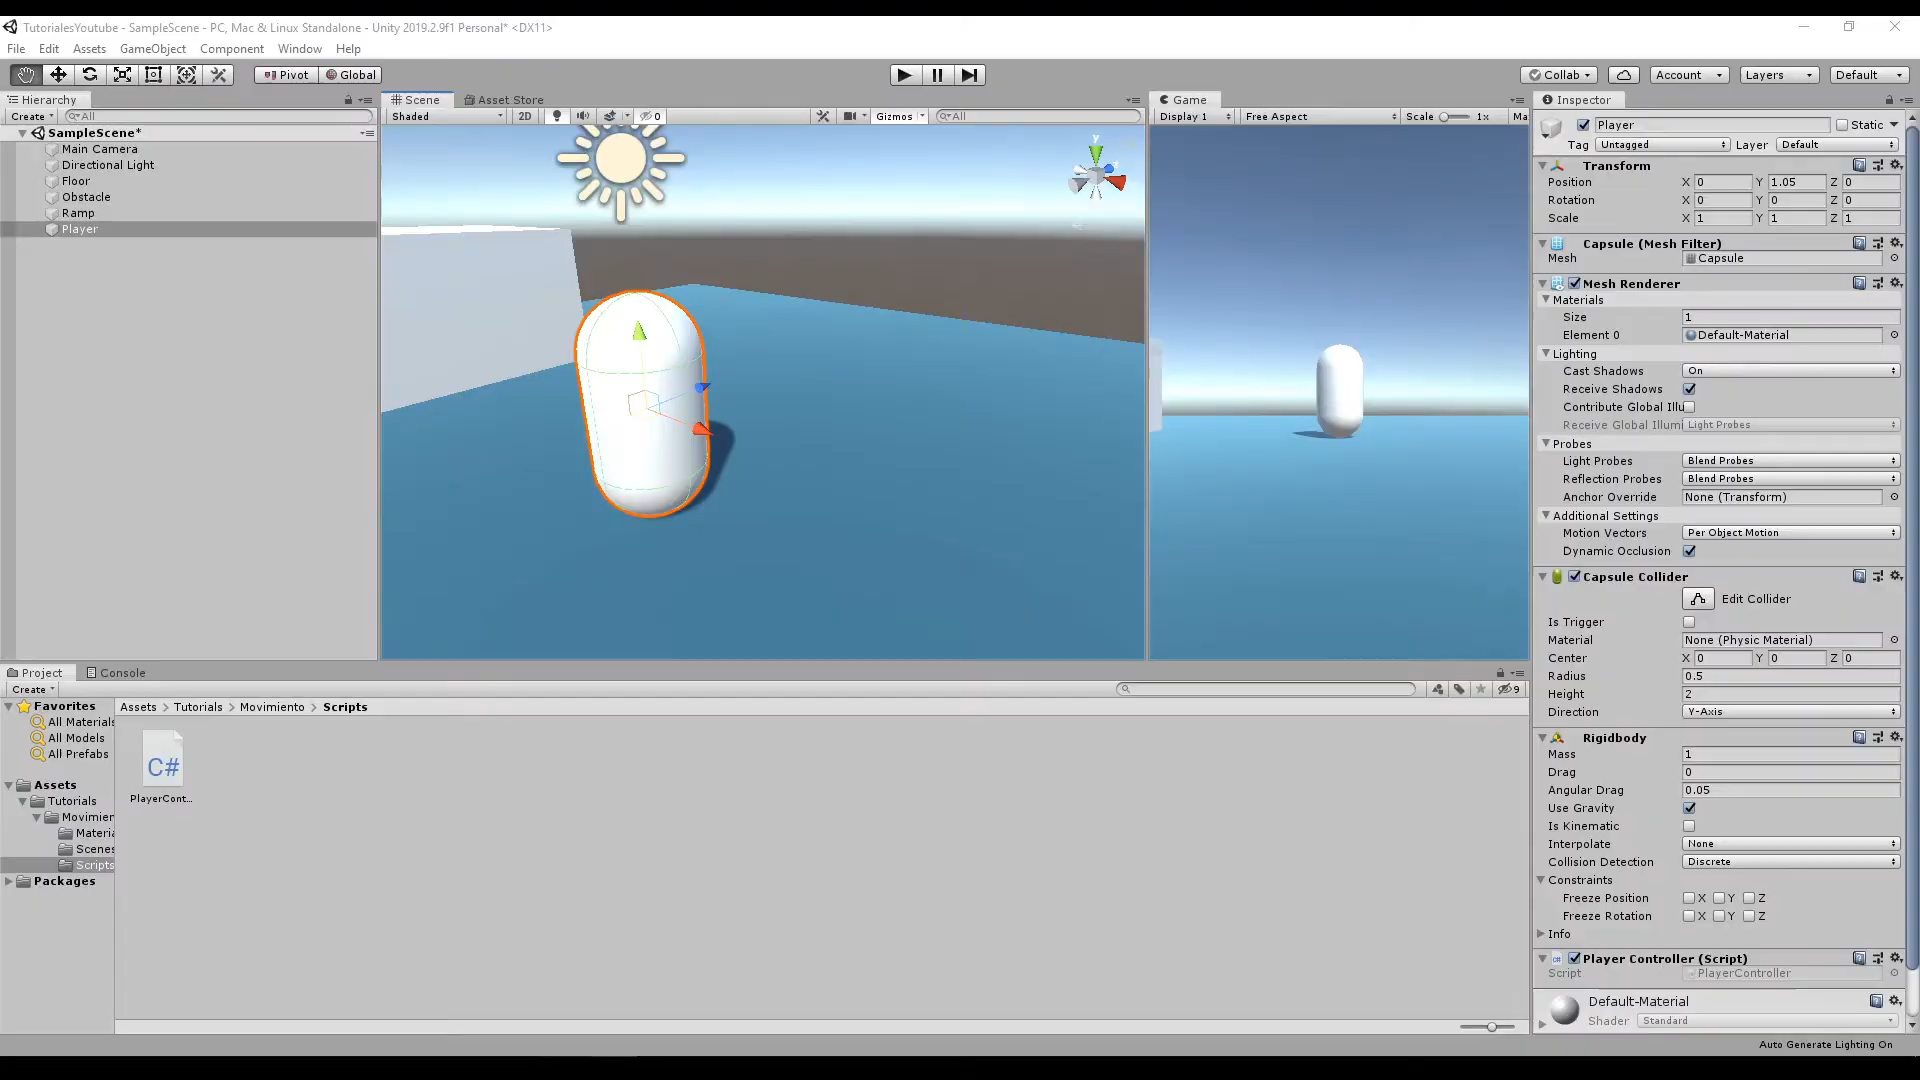 TutorialesYoutube - SampleScene - PC, Mac & Linux Standalone - Unity 2019.2.9f1 Personal* <DX11>
File Edit Assets GameObject Component Window Help
Pivot Global Collab Account Layers Default
Hierarchy
Create All
SampleScene*
Main Camera
Directional Light
Floor
Obstacle
Ramp
Player
Scene Asset Store
Shaded 2D 0 Gizmos All
y
Game
Display 1 Free Aspect Scale 1x Ma
Inspector
Player Static
Tag Untagged Layer Default
Transform
Position X 0 Y 1.05 Z 0
Rotation X 0 Y 0 Z 0
Scale X 1 Y 1 Z 1
Capsule (Mesh Filter)
Mesh Capsule
Mesh Renderer
Materials
Size 1
Element 0 Default-Material
Lighting
Cast Shadows On
Receive Shadows
Contribute Global Illu
Receive Global Illumi Light Probes
Probes
Light Probes Blend Probes
Reflection Probes Blend Probes
Anchor Override None (Transform)
Additional Settings
Motion Vectors Per Object Motion
Dynamic Occlusion
Capsule Collider
Edit Collider
Is Trigger
Material None (Physic Material)
Center X 0 Y 0 Z 0
Radius 0.5
Height 2
Direction Y-Axis
Rigidbody
Mass 1
Drag 0
Angular Drag 0.05
Use Gravity
Is Kinematic
Interpolate None
Collision Detection Discrete
Constraints
Freeze Position X Y Z
Freeze Rotation X Y Z
Info
Player Controller (Script)
Script PlayerController
Default-Material
Shader Standard
Project Console
Create 9
Favorites
All Materials
All Models
All Prefabs
Assets
Tutorials
Movimien
Materia
Scenes
Scripts
Packages
Assets > Tutorials > Movimiento > Scripts
C#
PlayerCont...
Auto Generate Lighting On